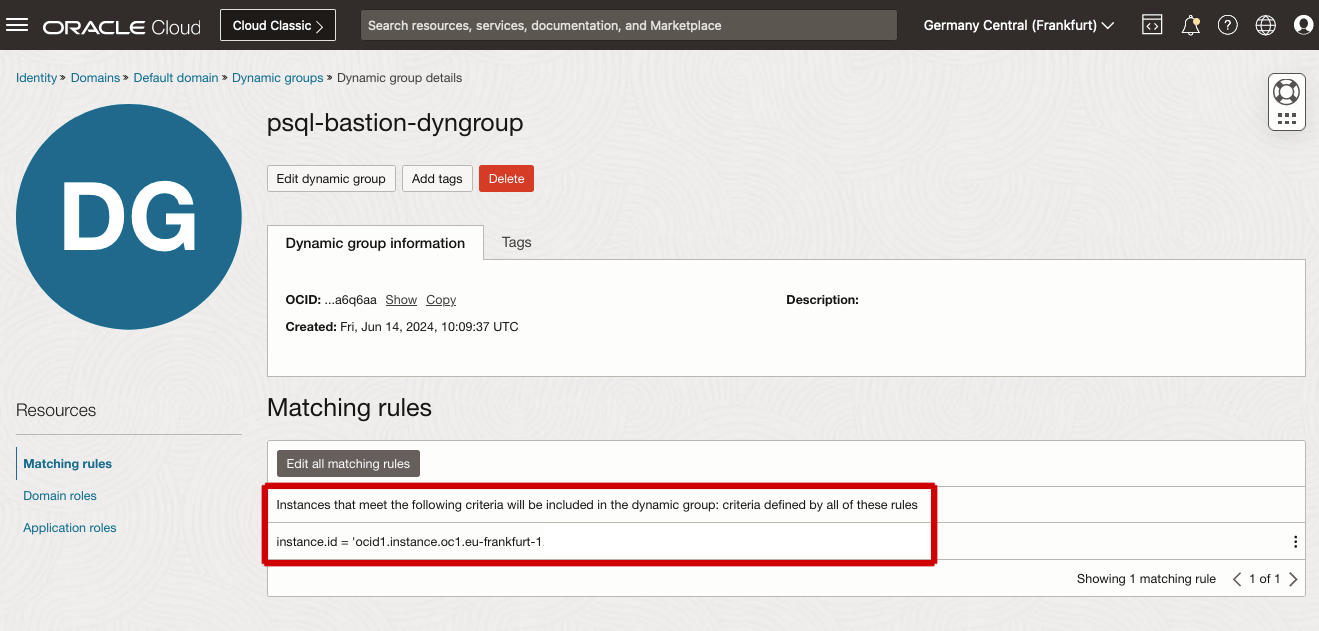 ORACLE Cloud
Cloud Classic
Search resources, services, documentation, and Marketplace
Germany Central (Frankfurt)
Identity » Domains » Default domain » Dynamic groups » Dynamic group details
DG
psql-bastion-dyngroup
Edit dynamic group
Add tags
Delete
Dynamic group information
Tags
OCID: ...a6q6aa Show Copy
Description:
Created: Fri, Jun 14, 2024, 10:09:37 UTC
Resources
Matching rules
Domain roles
Application roles
Matching rules
Edit all matching rules
Instances that meet the following criteria will be included in the dynamic group: criteria defined by all of these rules
instance.id = 'ocid1.instance.oc1.eu-frankfurt-1
Showing 1 matching rule
1 of 1